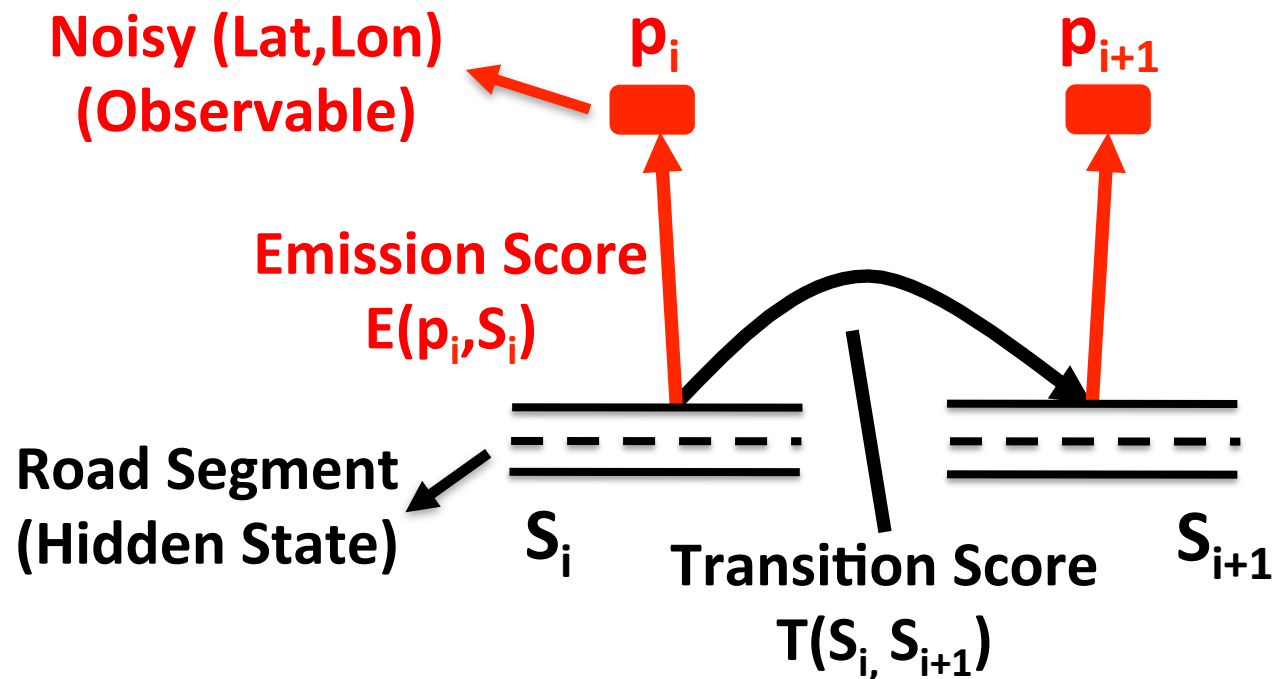 Noisy (Lat,Lon)
(Observable)
pᵢ
pᵢ₊₁
Emission Score
E(pᵢ,Sᵢ)
Road Segment
(Hidden State)
Sᵢ
Transition Score
T(Sᵢ, Sᵢ₊₁)
Sᵢ₊₁